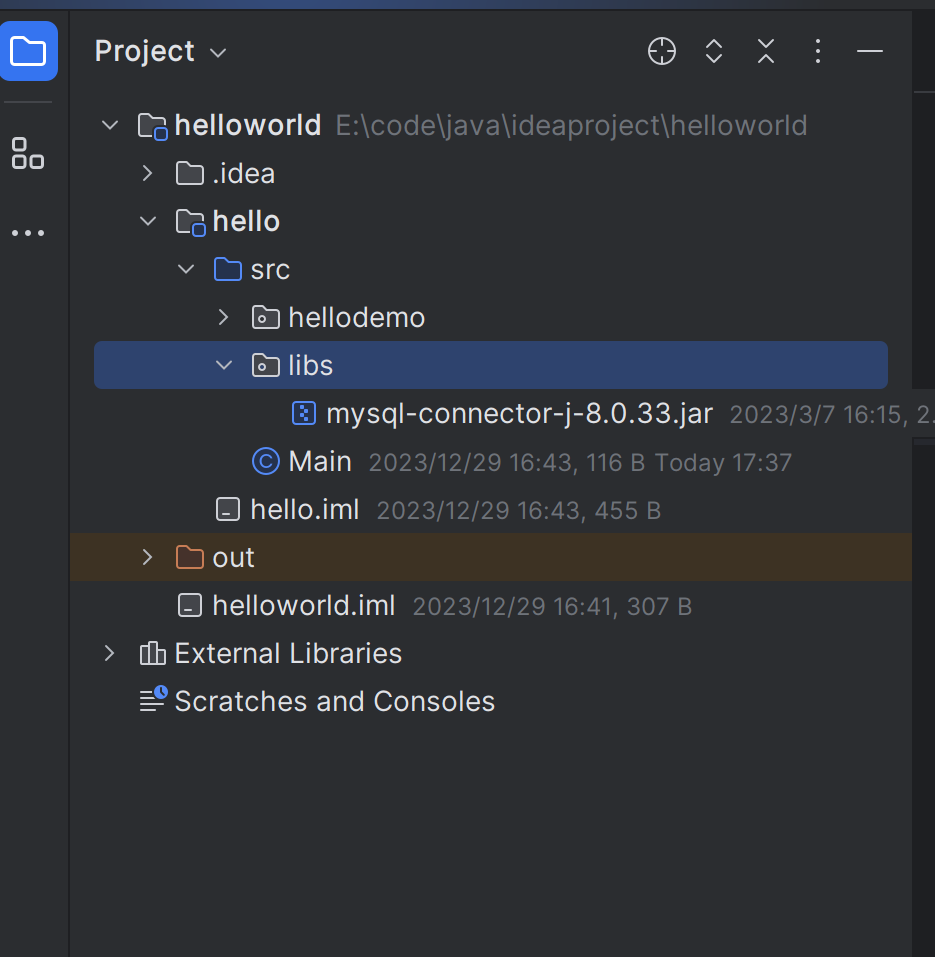 Project
helloworld E:\code\java\ideaproject\helloworld
.idea
hello
src
hellodemo
libs
mysql-connector-j-8.0.33.jar 2023/3/7 16:15, 2.
Main 2023/12/29 16:43, 116 B Today 17:37
hello.iml 2023/12/29 16:43, 455 B
out
helloworld.iml 2023/12/29 16:41, 307 B
External Libraries
Scratches and Consoles